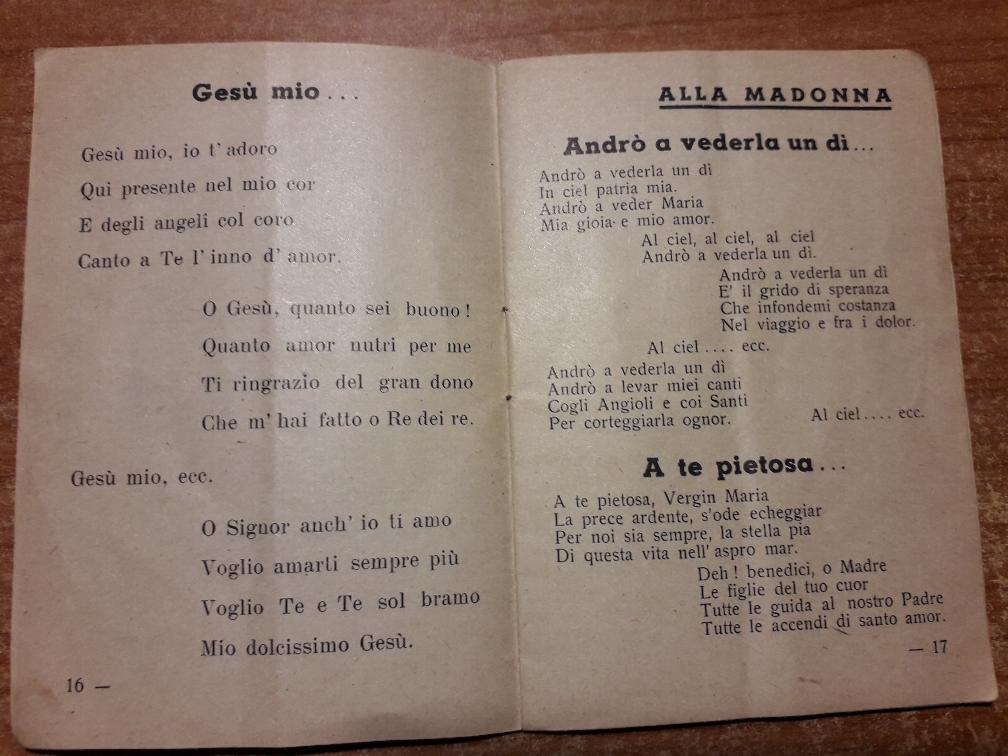 Gesù mio...
Gesù mio, io t'adoro
Qui presente nel mio cor
E degli angeli col coro
Canto a Te l'inno d'amor.
O Gesù, quanto sei buono!
Quanto amor nutri per me
Ti ringrazio del gran dono
Che m'hai fatto o Re dei re.
Gesù mio, ecc.
O Signor anch'io ti amo
Voglio amarti sempre più
Voglio Te e Te sol bramo
Mio dolcissimo Gesù.
16 —
ALLA MADONNA
Andrò a vederla un dì...
Andrò a vederla un dì
In ciel patria mia.
Andrò a veder Maria
Mia gioia e mio amor.
Al ciel, al ciel, al ciel
Andrò a vederla un dì.
Andrò a vederla un dì
E' il grido di speranza
Che infondemi costanza
Nel viaggio e fra i dolor.
Al ciel.... ecc.
Andrò a vederla un dì
Andrò a levar miei canti
Cogli Angioli e coi Santi
Per corteggiarla ognor.
Al ciel.... ecc.
A te pietosa...
A te pietosa, Vergin Maria
La prece ardente, s'ode echeggiar
Per noi sia sempre, la stella pia
Di questa vita nell'aspro mar.
Deh! benedici, o Madre
Le figlie del tuo cuor
Tutte le guida al nostro Padre
Tutte le accendi di santo amor.
— 17